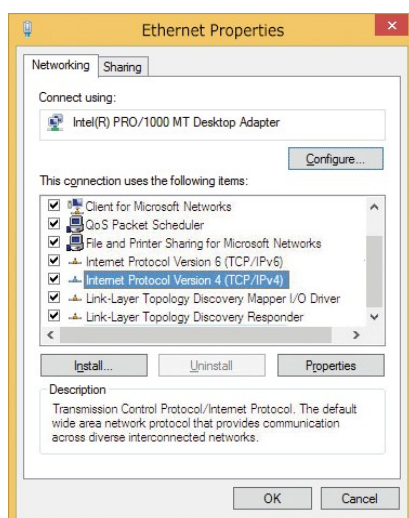 Ethernet Properties
Networking
Sharing
Connect using:
Intel(R) PRO/1000 MT Desktop Adapter
Configure...
This connection uses the following items:
Client for Microsoft Networks
QoS Packet Scheduler
File and Printer Sharing for Microsoft Networks
Internet Protocol Version 6 (TCP/IPv6)
Internet Protocol Version 4 (TCP/IPv4)
Link-Layer Topology Discovery Mapper I/O Driver
Link-Layer Topology Discovery Responder
Install...
Uninstall
Properties
Description
Transmission Control Protocol/Internet Protocol. The default
wide area network protocol that provides communication
across diverse interconnected networks.
OK
Cancel